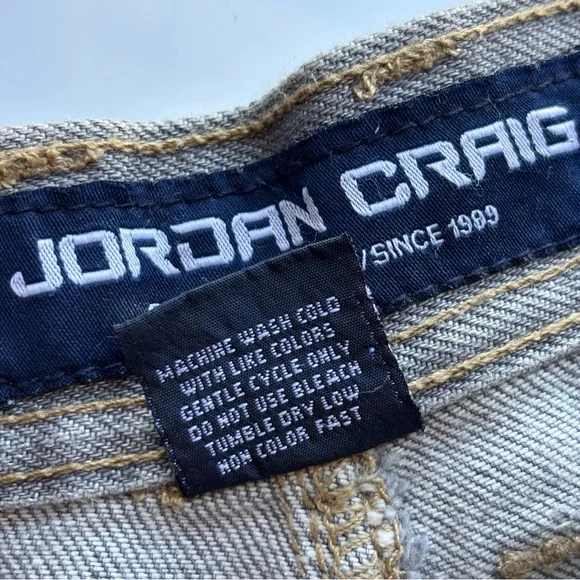 JORDAN CRAIG
/SINCE 1989
MACHINE WASH COLD
WITH LIKE COLORS
GENTLE CYCLE ONLY
DO NOT USE BLEACH
TUMBLE DRY LOW
NON COLOR FAST